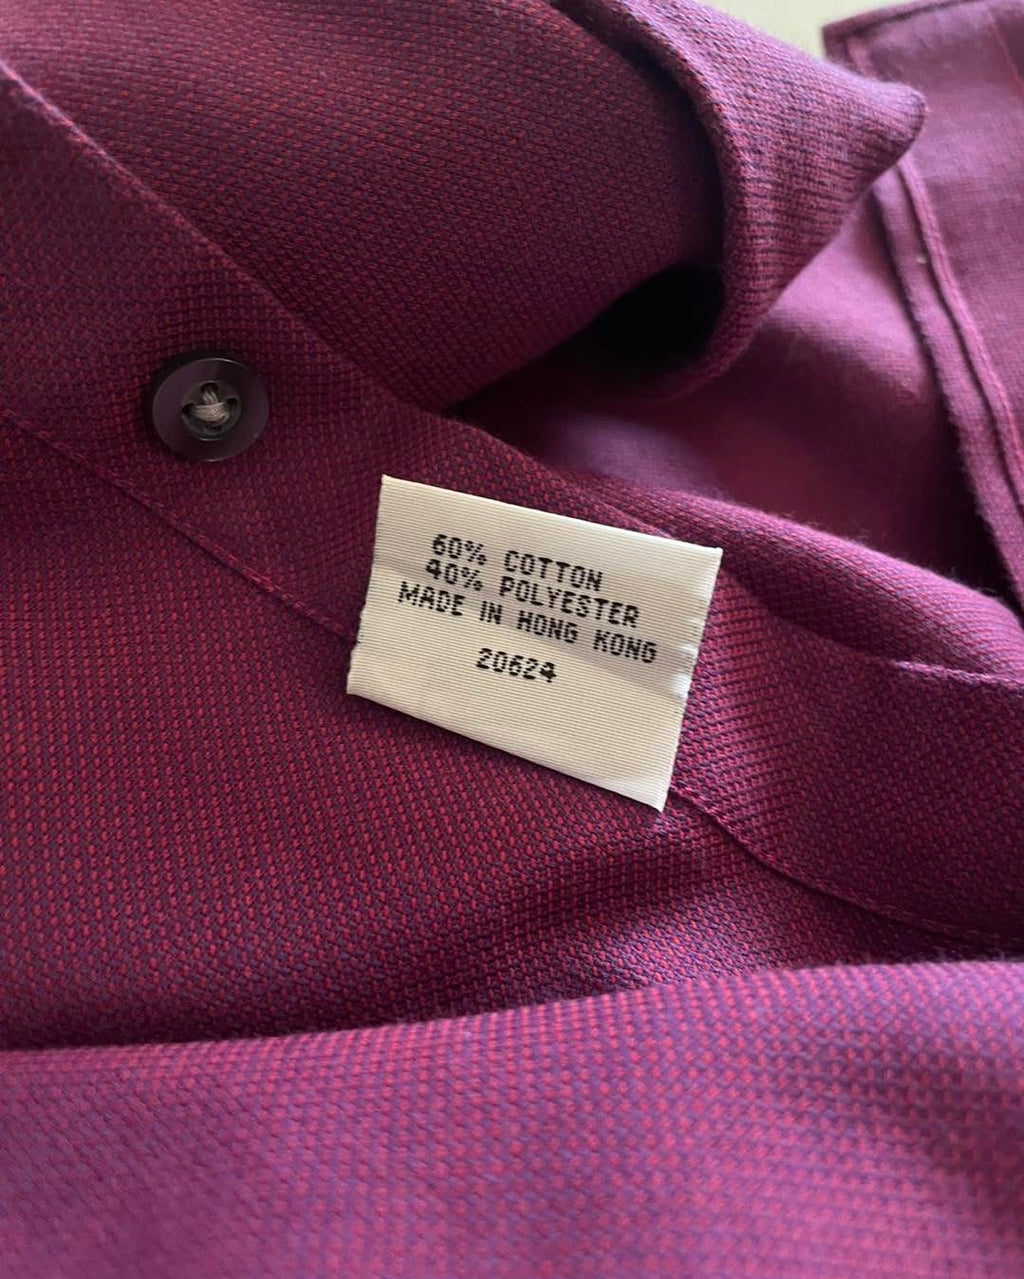 60% COTTON
40% POLYESTER
MADE IN HONG KONG
20624